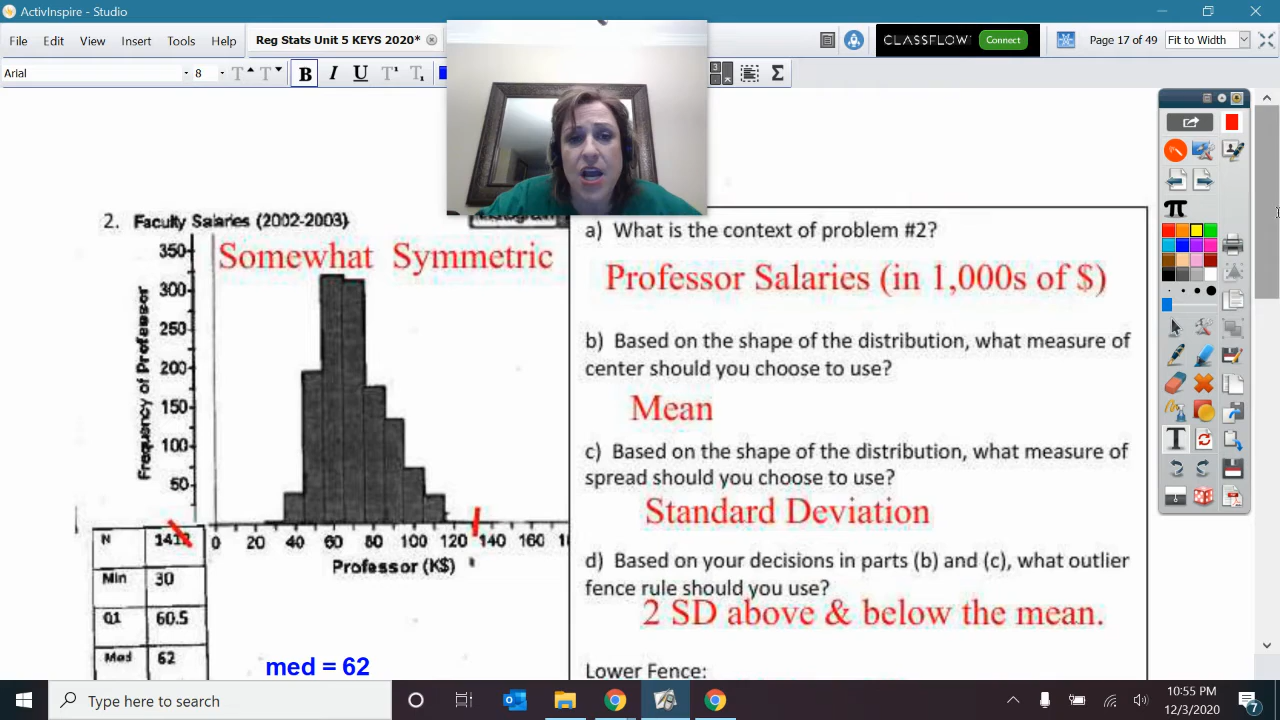 ActivInspire - Studio
File Edit View Insert Tools Help
Reg Stats Unit 5 KEYS 2020*
CLASSFLOW Connect
Page 17 of 49
Fit to Width
Arial 8
B I U T T
3
Σ
π
T
2. Faculty Salaries (2002-2003)
Somewhat Symmetric
Frequency of Professor
350
300
250
200
150
100
50
0 20 40 60 80 100 120 140 160
Professor (K$)
N
Min 30
Q1 60.5
Med 62
med = 62
a) What is the context of problem #2?
Professor Salaries (in 1,000s of $)
b) Based on the shape of the distribution, what measure of
center should you choose to use?
Mean
c) Based on the shape of the distribution, what measure of
spread should you choose to use?
Standard Deviation
d) Based on your decisions in parts (b) and (c), what outlier
fence rule should you use?
2 SD above & below the mean.
Lower Fence:
Type here to search
10:55 PM
12/3/2020
7